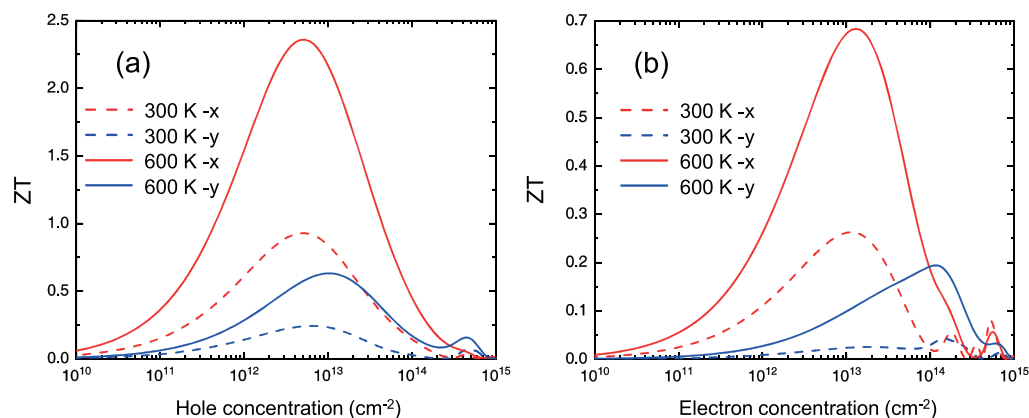 (a)
300 K -x
300 K -y
600 K -x
600 K -y
ZT
2.5
2.0
1.5
1.0
0.5
0.0
10^10
10^11
10^12
10^13
10^14
10^15
Hole concentration (cm^-2)
(b)
300 K -x
300 K -y
600 K -x
600 K -y
ZT
0.7
0.6
0.5
0.4
0.3
0.2
0.1
0.0
10^10
10^11
10^12
10^13
10^14
10^15
Electron concentration (cm^-2)